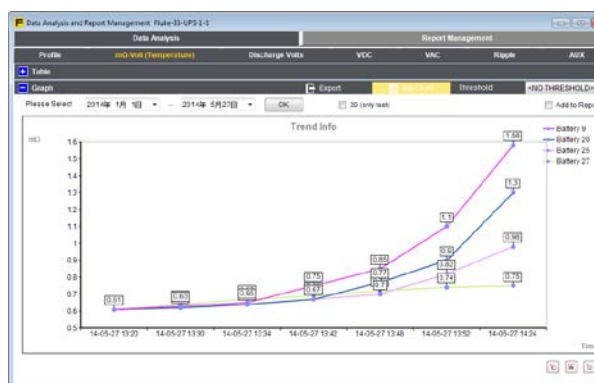 Data Analysis and Report Management Fluke-03-UPS-1-1
Data Analysis
Report Management
Profile
mΩ-Volt (Temperature)
Discharge Volts
VDC
VAC
Ripple
AUX
Table
Graph
Export
Threshold
<NO THRESHOLD>
Please Select
2014年 1月 1日
–
2014年 5月27日
OK
3D (only last)
Add to Repo
Trend Info
mΩ
Battery 9
Battery 26
Battery 25
Battery 27
1.6
1.5
1.4
1.3
1.2
1.1
1
0.9
0.8
0.7
0.6
0.5
0.61
0.63
0.65
0.75
0.67
0.85
0.77
0.7
1.1
0.9
0.82
0.74
1.58
1.3
0.98
0.75
14-05-27 13:23
14-05-27 13:30
14-05-27 13:34
14-05-27 13:42
14-05-27 13:48
14-05-27 13:52
14-05-27 14:24
Time